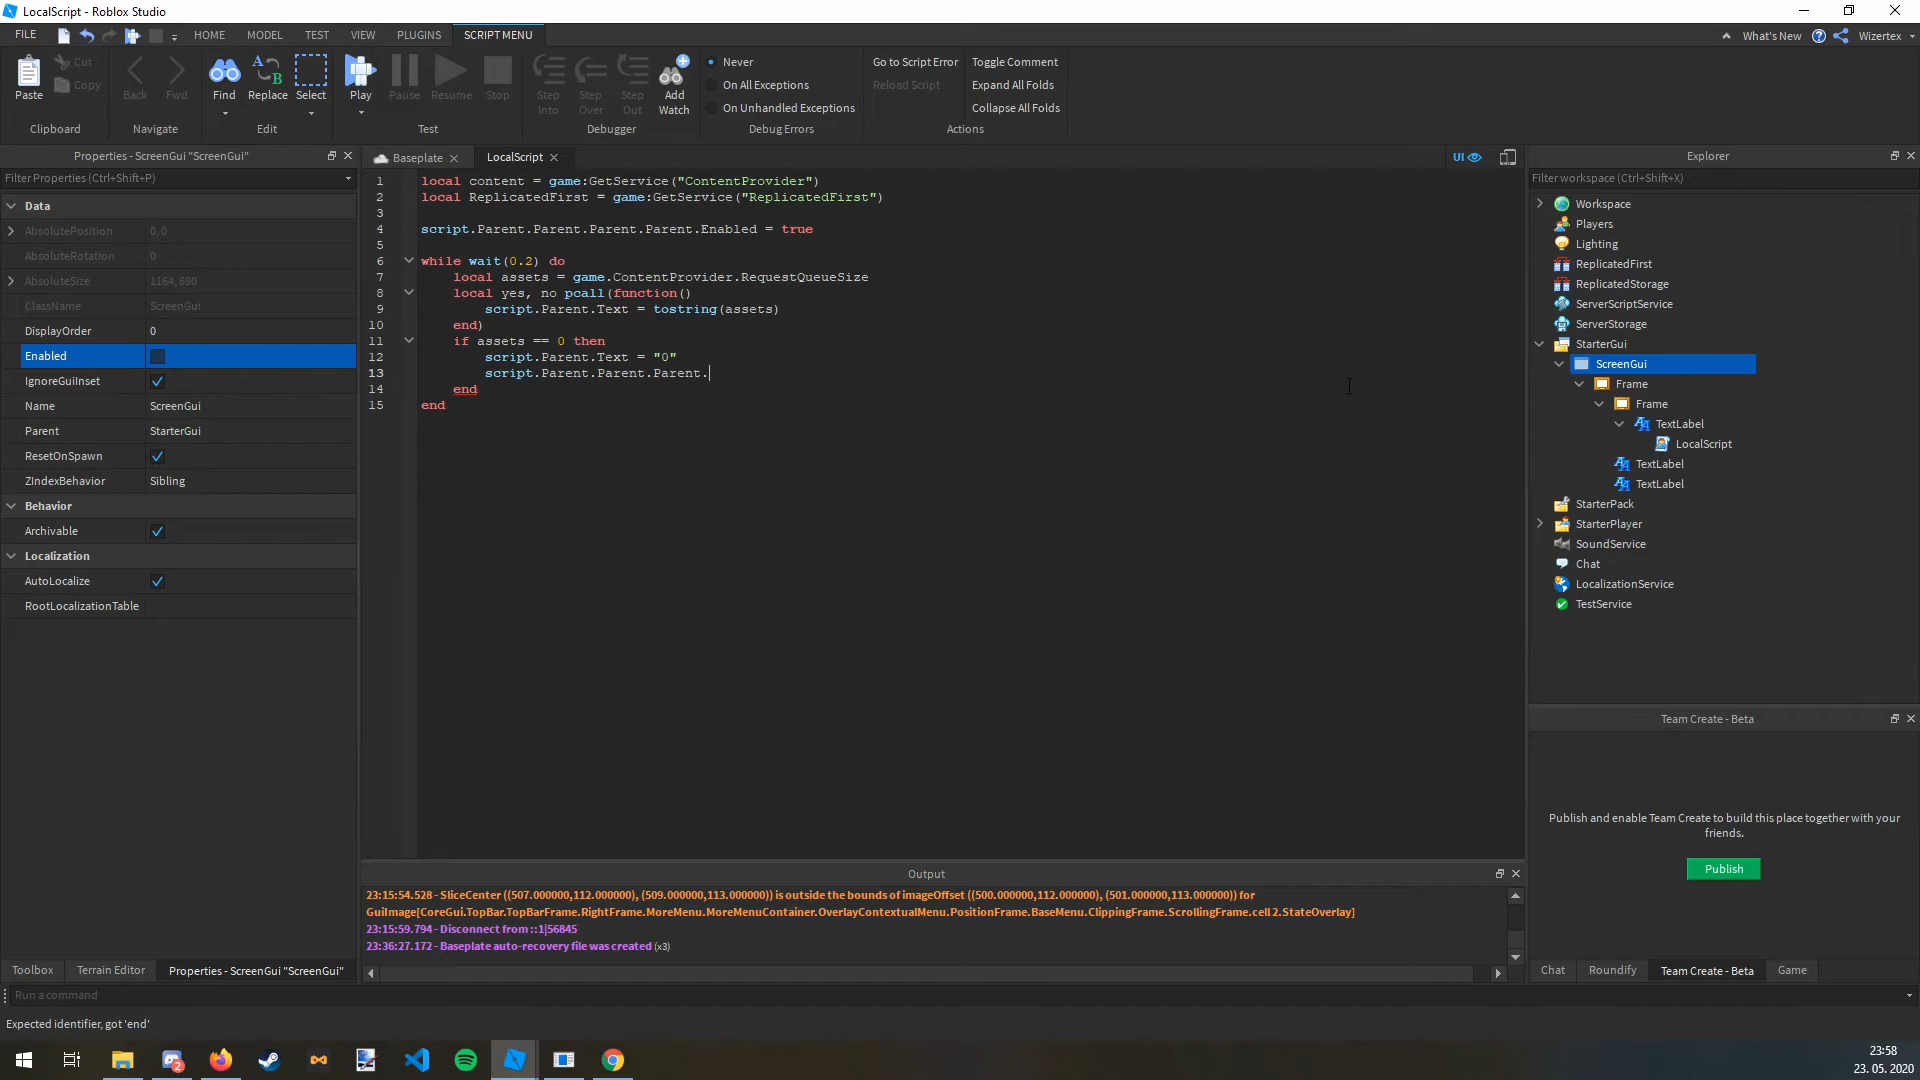 LocalScript - Roblox Studio
FILE
HOME
MODEL
TEST
VIEW
PLUGINS
SCRIPT MENU
What's New
Wizertex
Paste
Cut
Copy
Clipboard
Back
Fwd
Navigate
Find
Replace
Select
Edit
Play
Pause
Resume
Stop
Test
Step Into
Step Over
Step Out
Add Watch
Debugger
Never
On All Exceptions
On Unhandled Exceptions
Debug Errors
Go to Script Error
Reload Script
Toggle Comment
Expand All Folds
Collapse All Folds
Actions
Properties - ScreenGui "ScreenGui"
Filter Properties (Ctrl+Shift+P)
Data
AbsolutePosition 0, 0
AbsoluteRotation 0
AbsoluteSize 1164, 690
ClassName ScreenGui
DisplayOrder 0
Enabled
IgnoreGuiInset
Name ScreenGui
Parent StarterGui
ResetOnSpawn
ZIndexBehavior Sibling
Behavior
Archivable
Localization
AutoLocalize
RootLocalizationTable
Toolbox
Terrain Editor
Properties - ScreenGui "ScreenGui"
Baseplate
LocalScript
UI
1 local content = game:GetService("ContentProvider")
2 local ReplicatedFirst = game:GetService("ReplicatedFirst")
3
4 script.Parent.Parent.Parent.Parent.Enabled = true
5
6 while wait(0.2) do
7 local assets = game.ContentProvider.RequestQueueSize
8 local yes, no pcall(function()
9 script.Parent.Text = tostring(assets)
10 end)
11 if assets == 0 then
12 script.Parent.Text = "0"
13 script.Parent.Parent.Parent.
14 end
15 end
Output
23:15:54.528 - SliceCenter ((507.000000,112.000000), (509.000000,113.000000)) is outside the bounds of imageOffset ((500.000000,112.000000), (501.000000,113.000000)) for
GuiImage[CoreGui.TopBar.TopBarFrame.RightFrame.MoreMenu.MoreMenuContainer.OverlayContextualMenu.PositionFrame.BaseMenu.ClippingFrame.ScrollingFrame.cell 2.StateOverlay]
23:15:59.794 - Disconnect from ::1|56845
23:36:27.172 - Baseplate auto-recovery file was created (x3)
Explorer
Filter workspace (Ctrl+Shift+X)
Workspace
Players
Lighting
ReplicatedFirst
ReplicatedStorage
ServerScriptService
ServerStorage
StarterGui
ScreenGui
Frame
Frame
TextLabel
LocalScript
TextLabel
TextLabel
StarterPack
StarterPlayer
SoundService
Chat
LocalizationService
TestService
Team Create - Beta
Publish and enable Team Create to build this place together with your
friends.
Publish
Chat
Roundify
Team Create - Beta
Game
Run a command
Expected identifier, got 'end'
2
23:58
23. 05. 2020